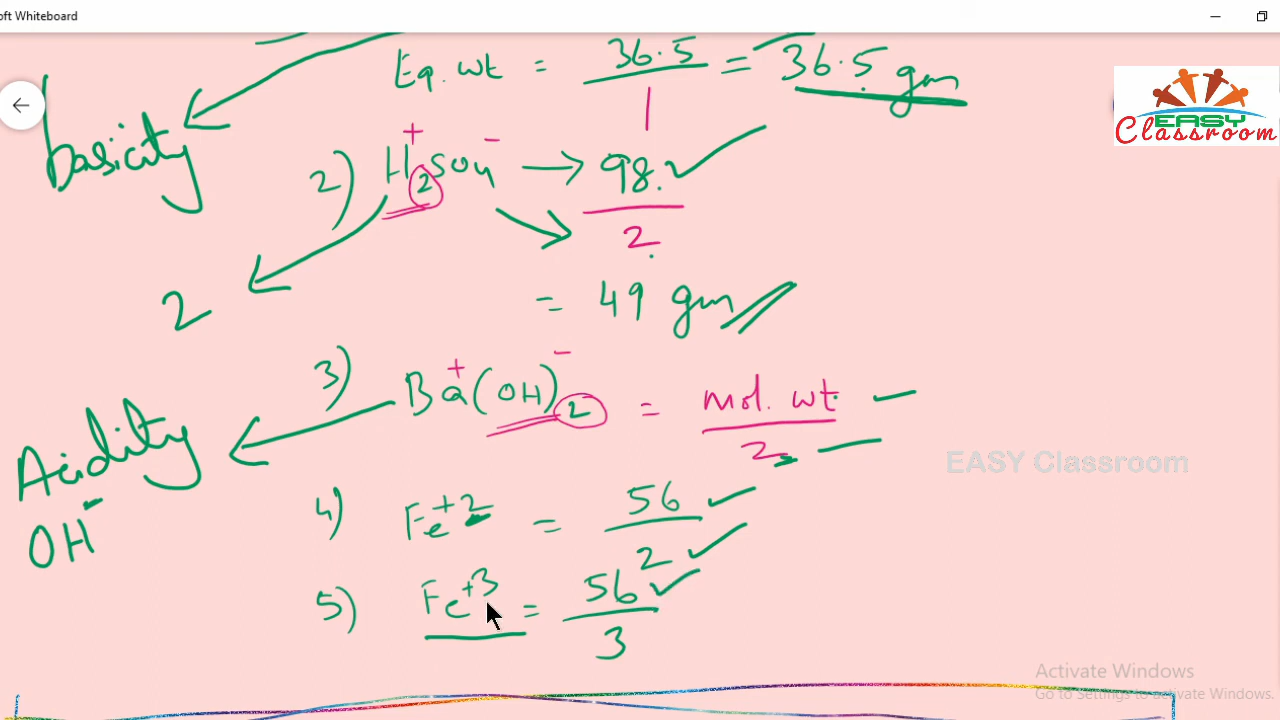 oft Whiteboard
Eq. wt = 36.5 / 1 = 36.5 gm
basicity
EASY
Classroom
2) H+2SO4- → 98. / 2.
2
= 49 gm
3) Ba+(OH)-2 = mol. wt. / 2
Acidity
OH-
EASY Classroom
4) Fe+2 = 56 / 2
5) Fe+3 = 56 / 3
Activate Windows
Go to Settings to activate Windows.